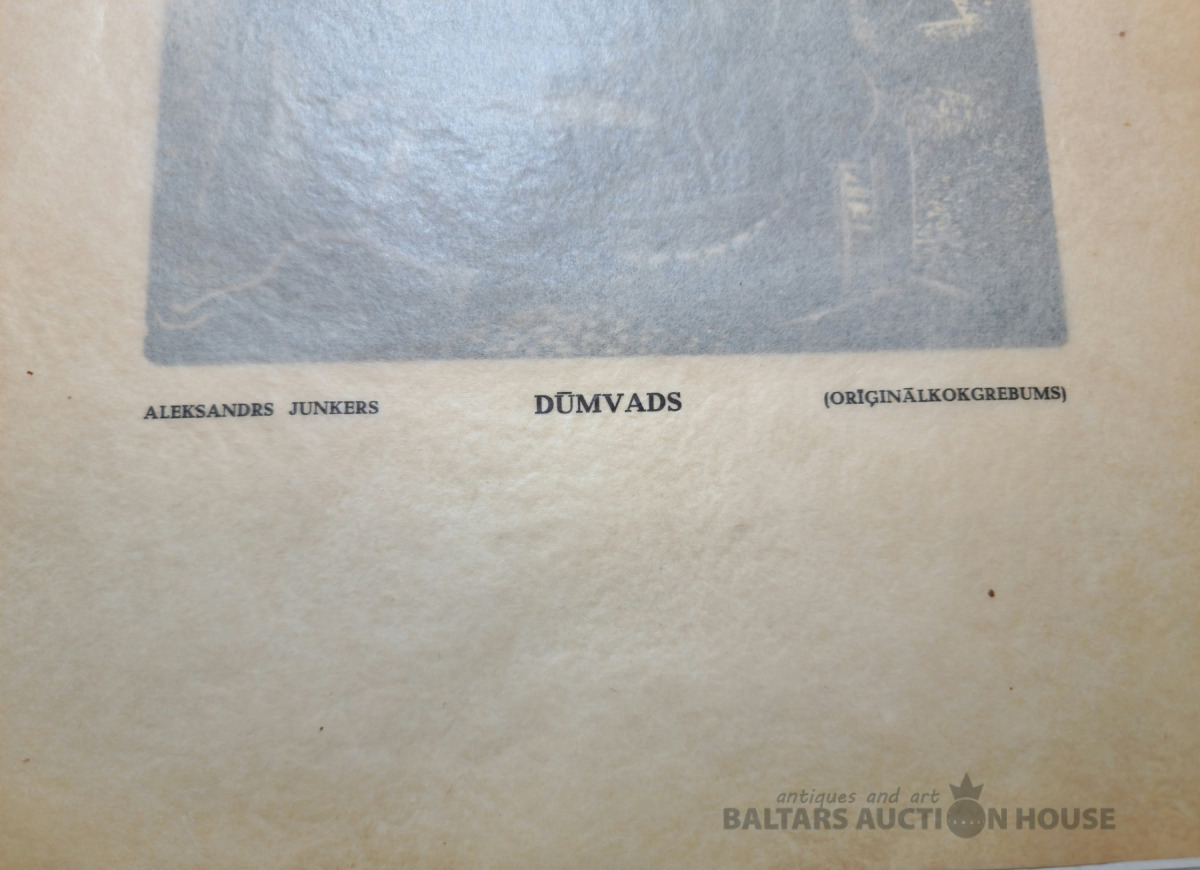 ALEKSANDRS JUNKERS DŪMVADS (ORIĢINĀLKOKGREBUMS)
antiques and art
BALTARS AUCTION HOUSE